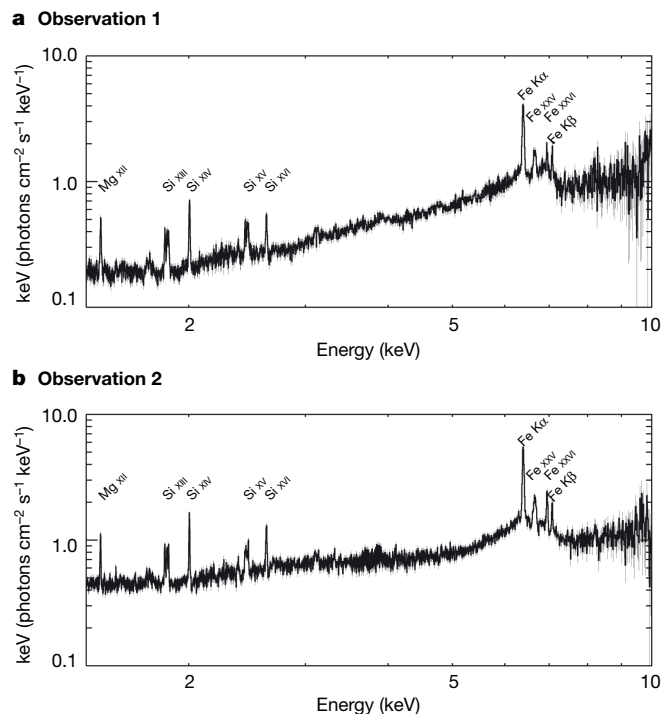 a Observation 1
10.0
1.0
0.1
keV (photons cm⁻² s⁻¹ keV⁻¹)
Mg XII
Si XIII
Si XIV
Si XV
Si XVI
Fe Kα
Fe XXV
Fe XXVI
Fe Kβ
2 5 10
Energy (keV)
b Observation 2
10.0
1.0
0.1
keV (photons cm⁻² s⁻¹ keV⁻¹)
Mg XII
Si XIII
Si XIV
Si XV
Si XVI
Fe Kα
Fe XXV
Fe XXVI
Fe Kβ
2 5 10
Energy (keV)